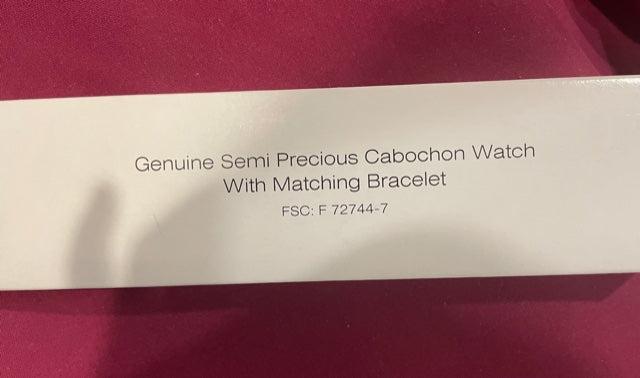 Genuine Semi Precious Cabochon Watch
With Matching Bracelet
FSC: F 72744-7